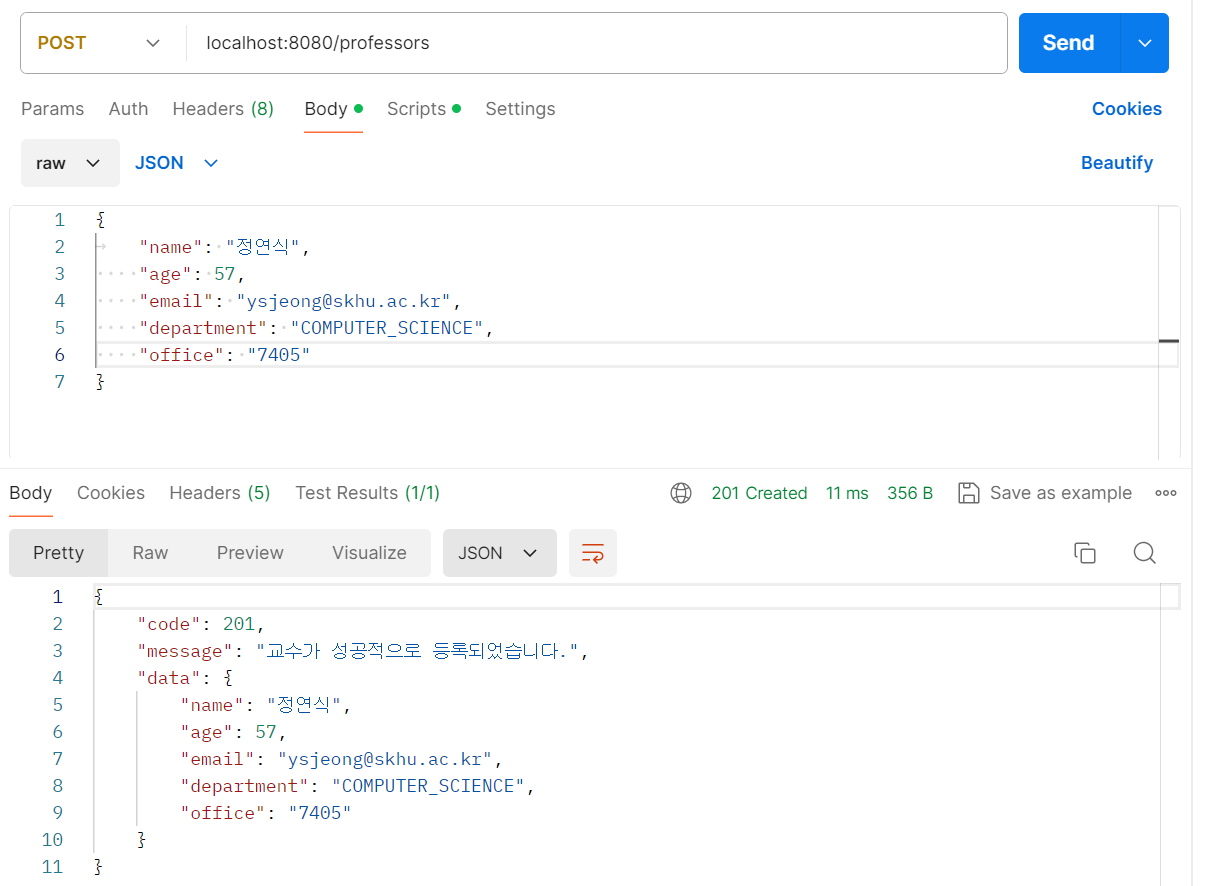 POST localhost:8080/professors Send
Params Auth Headers (8) Body Scripts Settings Cookies
raw JSON Beautify
1 {
2 "name": "정연식",
3 "age": 57,
4 "email": "ysjeong@skhu.ac.kr",
5 "department": "COMPUTER_SCIENCE",
6 "office": "7405"
7 }
Body Cookies Headers (5) Test Results (1/1) 201 Created 11 ms 356 B Save as example
Pretty Raw Preview Visualize JSON
1 {
2 "code": 201,
3 "message": "교수가 성공적으로 등록되었습니다.",
4 "data": {
5 "name": "정연식",
6 "age": 57,
7 "email": "ysjeong@skhu.ac.kr",
8 "department": "COMPUTER_SCIENCE",
9 "office": "7405"
10 }
11 }